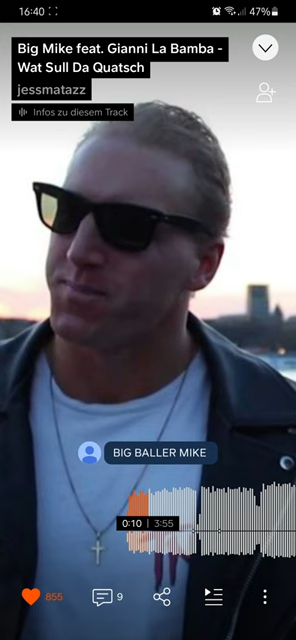 16:40
47%
Big Mike feat. Gianni La Bamba -
Wat Sull Da Quatsch
jessmatazz
Infos zu diesem Track
BIG BALLER MIKE
0:10 | 3:55
855
9